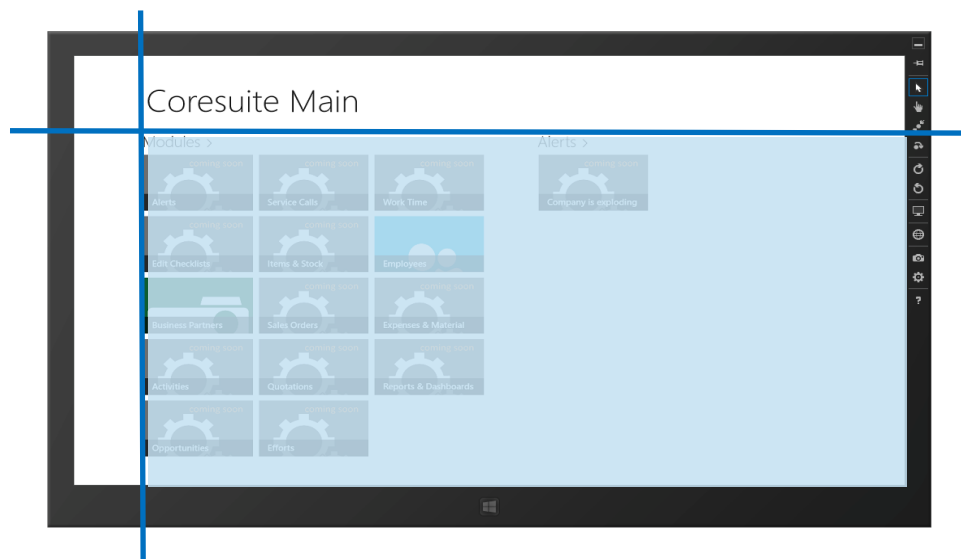 Coresuite Main
Modules >
Alerts >
coming soon coming soon coming soon coming soon
Alerts Service Calls Work Time Company is exploding
coming soon coming soon
Edit Checklists Items & Stock Employees
coming soon coming soon
Business Partners Sales Orders Expenses & Material
coming soon coming soon coming soon
Activities Quotations Reports & Dashboards
coming soon coming soon
Opportunities Efforts
?